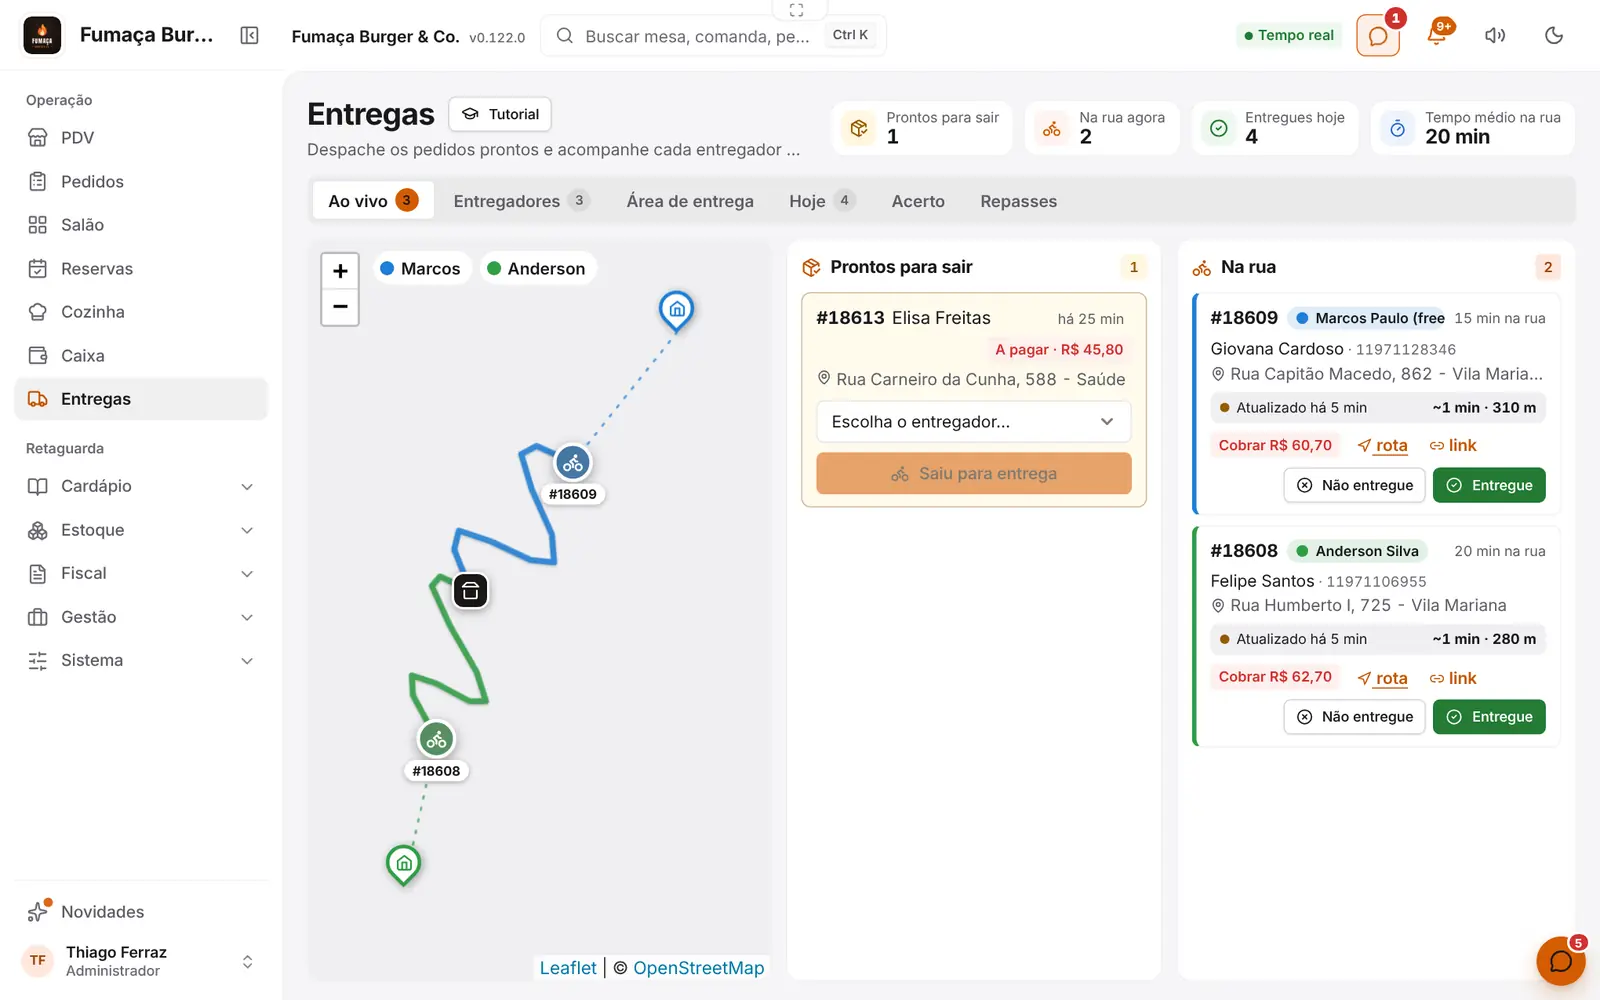 Fumaça Bur...
Fumaça Burger & Co. v0.122.0
Buscar mesa, comanda, pe... Ctrl K
Tempo real
1
9+
Operação
PDV
Pedidos
Salão
Reservas
Cozinha
Caixa
Entregas
Retaguarda
Cardápio
Estoque
Fiscal
Gestão
Sistema
Novidades
TF
Thiago Ferraz
Administrador
Entregas
Tutorial
Despache os pedidos prontos e acompanhe cada entregador ...
Prontos para sair
1
Na rua agora
2
Entregues hoje
4
Tempo médio na rua
20 min
Ao vivo 3
Entregadores 3
Área de entrega
Hoje 4
Acerto
Repasses
+
−
Marcos
Anderson
#18609
#18608
Leaflet | © OpenStreetMap
Prontos para sair 1
#18613 Elisa Freitas há 25 min
A pagar · R$ 45,80
Rua Carneiro da Cunha, 588 - Saúde
Escolha o entregador...
Saiu para entrega
Na rua 2
#18609 Marcos Paulo (free 15 min na rua
Giovana Cardoso · 11971128346
Rua Capitão Macedo, 862 - Vila Maria...
Atualizado há 5 min ~1 min · 310 m
Cobrar R$ 60,70 rota link
Não entregue Entregue
#18608 Anderson Silva 20 min na rua
Felipe Santos · 11971106955
Rua Humberto I, 725 - Vila Mariana
Atualizado há 5 min ~1 min · 280 m
Cobrar R$ 62,70 rota link
Não entregue Entregue
5